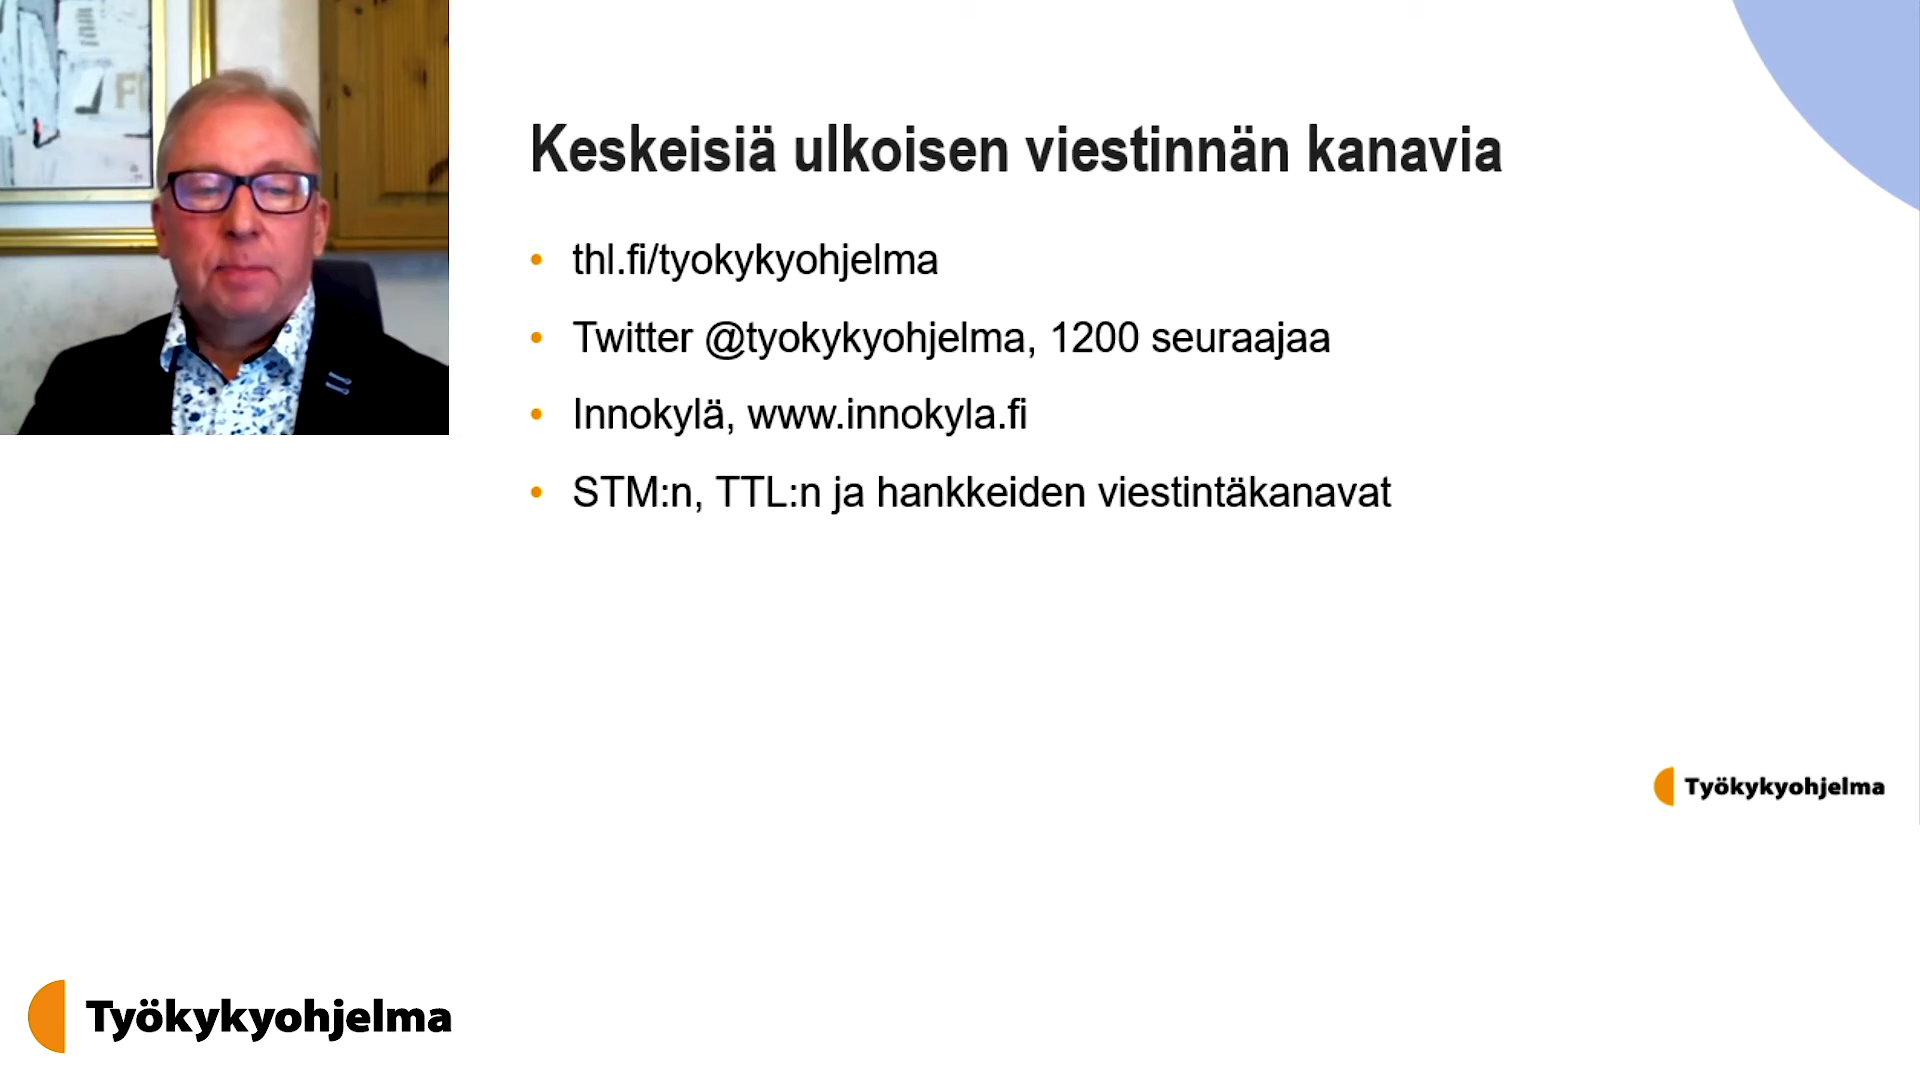 Keskeisiä ulkoisen viestinnän kanavia
• thl.fi/tyokykyohjelma
• Twitter @tyokykyohjelma, 1200 seuraajaa
• Innokylä, www.innokyla.fi
• STM:n, TTL:n ja hankkeiden viestintäkanavat
Työkykyohjelma
Työkykyohjelma